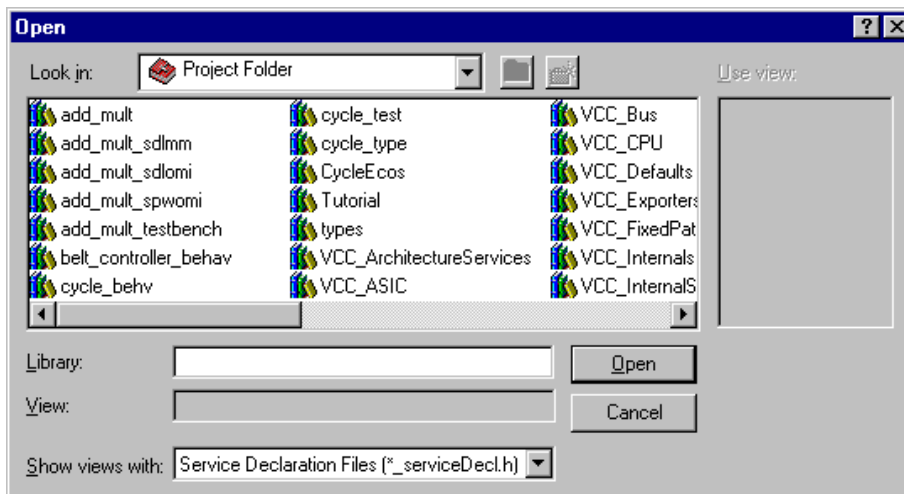 Open
Look in:
Project Folder
Use view:
add_mult
add_mult_sdlmm
add_mult_sdlomi
add_mult_spwomi
add_mult_testbench
belt_controller_behav
cycle_behv
cycle_test
cycle_type
CycleEcos
Tutorial
types
VCC_ArchitectureServices
VCC_ASIC
VCC_Bus
VCC_CPU
VCC_Defaults
VCC_Exporters
VCC_FixedPat
VCC_Internals
VCC_InternalS
Library:
Open
View:
Cancel
Show views with:
Service Declaration Files (*_serviceDecl.h)